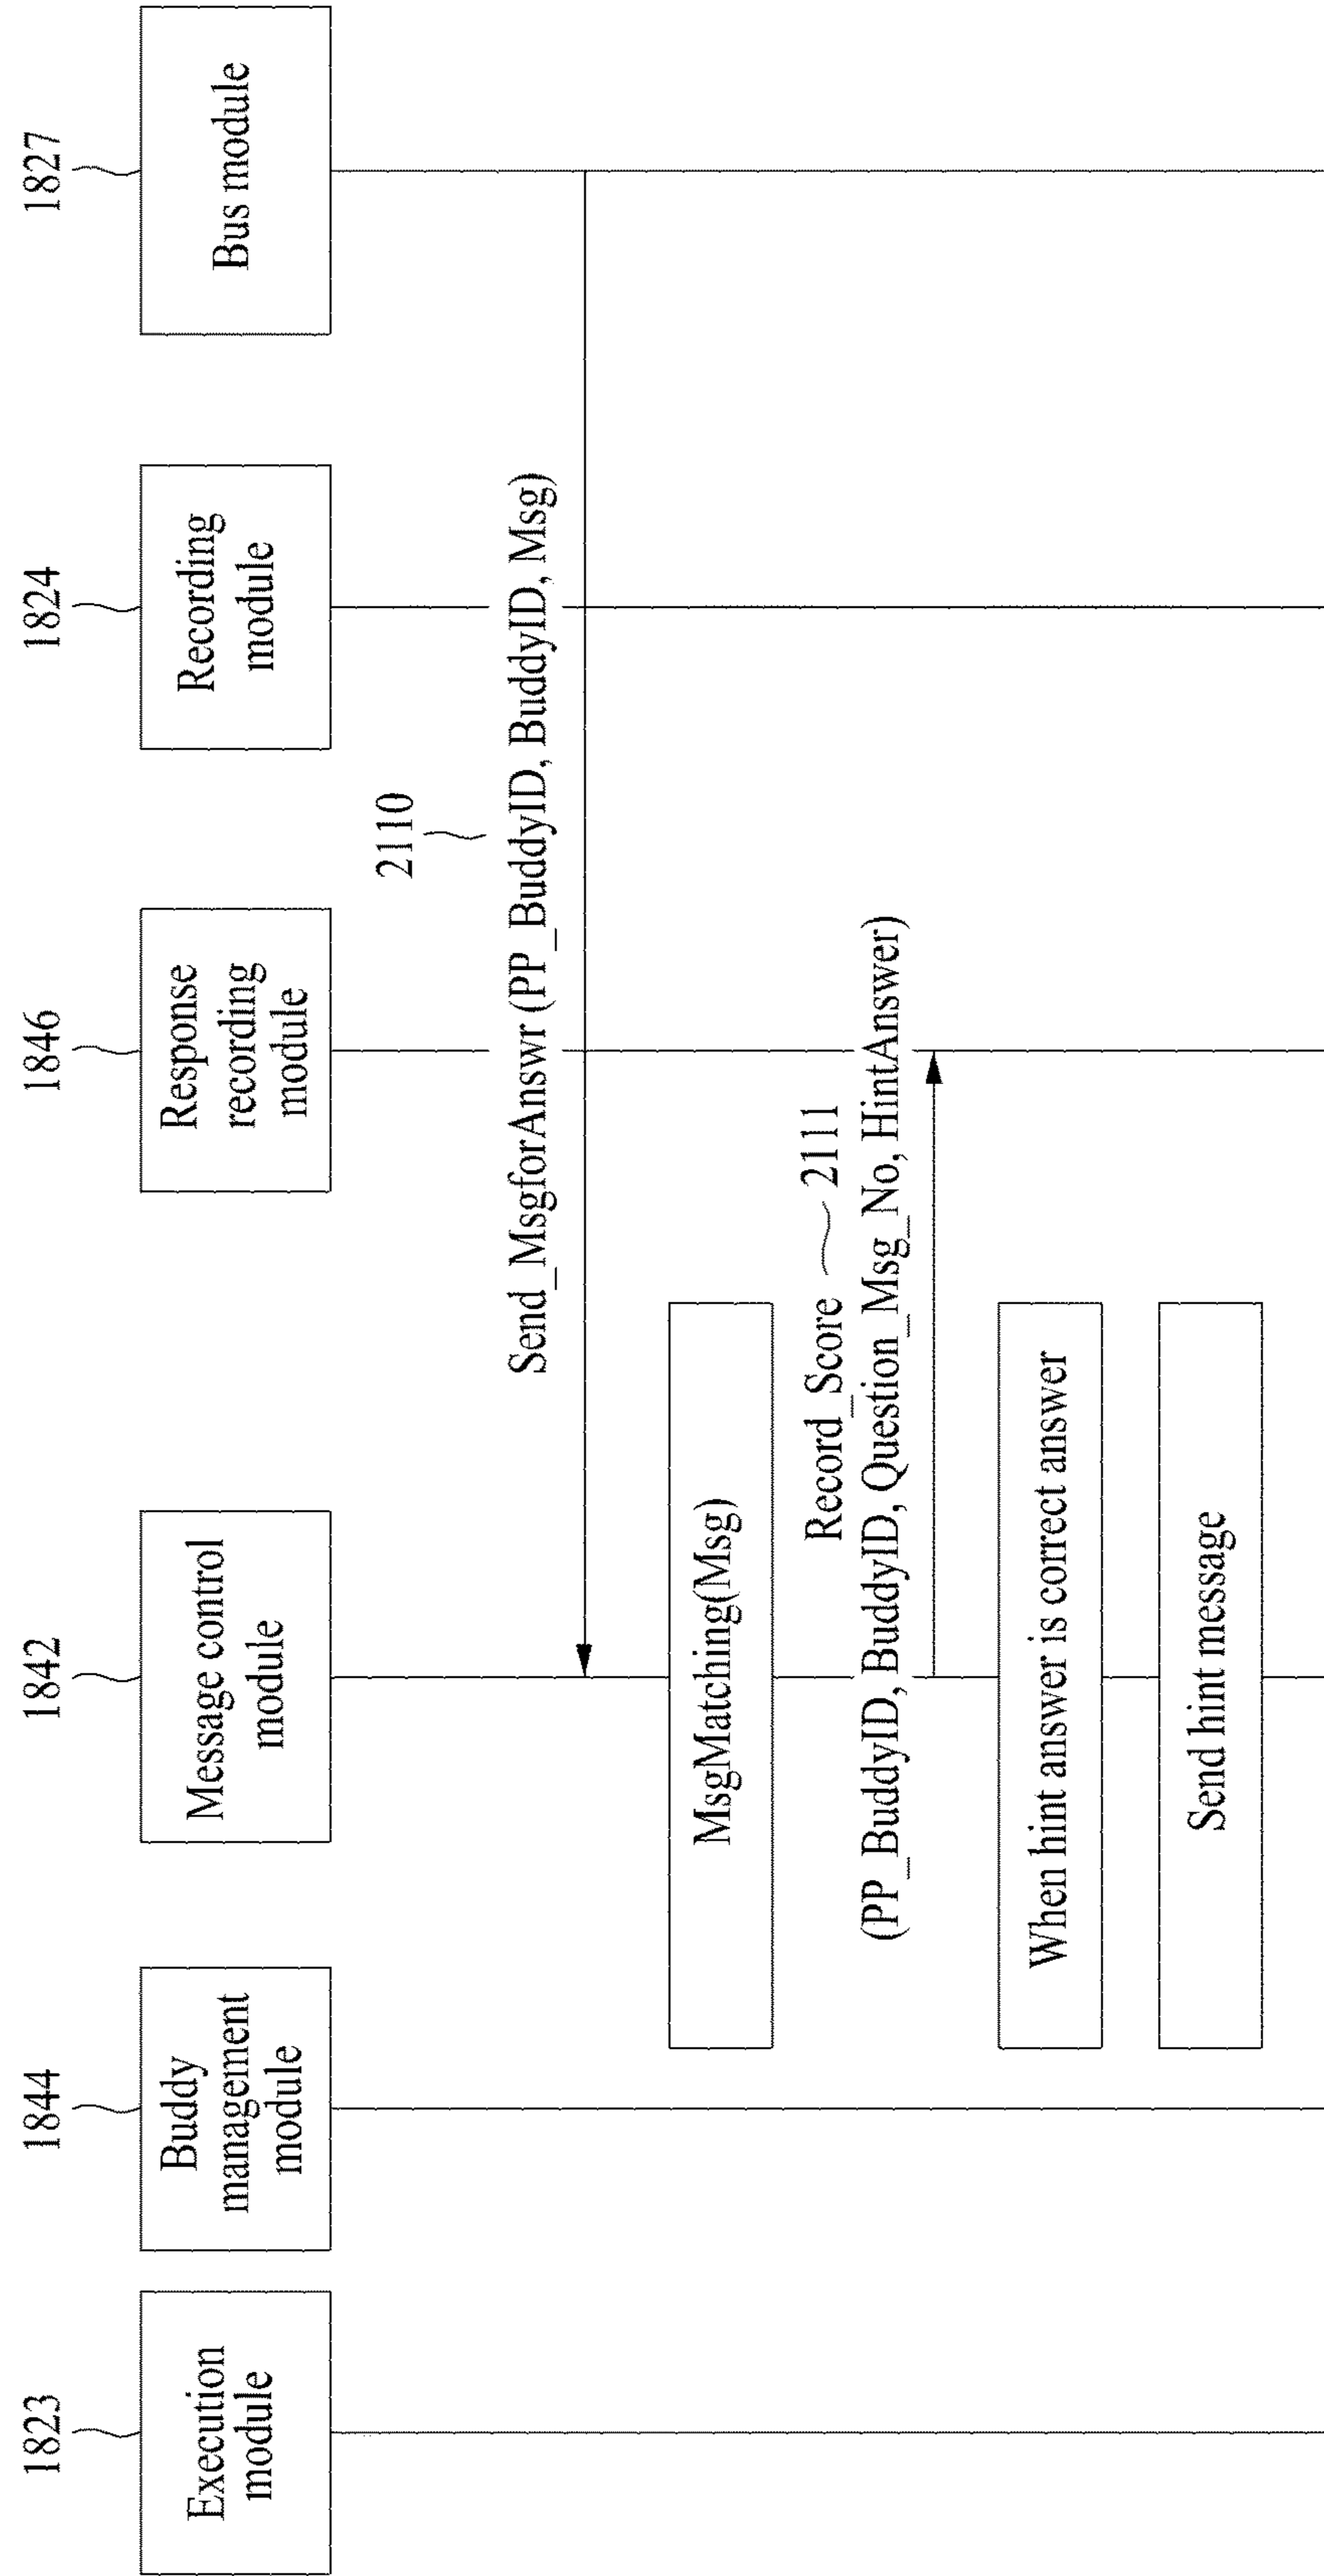 1823
1844
1842
1846
1824
1827
Execution
module
Buddy
management
module
Message control
module
Response
recording
module
Recording
module
Bus module
2110
Send_MsgforAnswr (PP_BuddyID, BuddyID, Msg)
MsgMatching(Msg)
Record_Score 2111
(PP_BuddyID, BuddyID, Question_Msg_No, HintAnswer)
When hint answer is correct answer
Send hint message